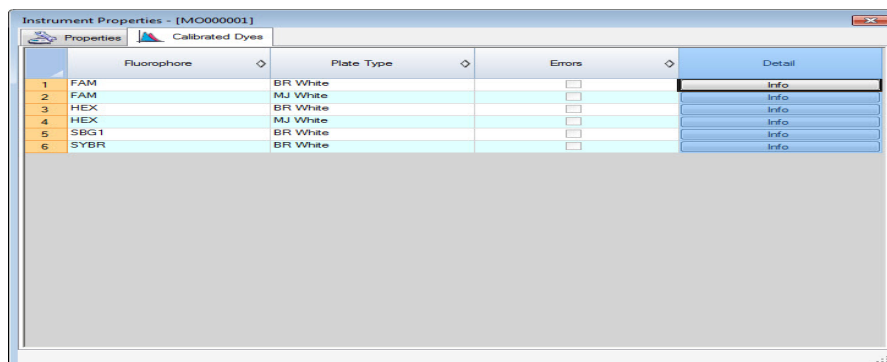 Instrument Properties - [MO000001]
Properties Calibrated Dyes
Fluorophore Plate Type Errors Detail
1 FAM BR White Info
2 FAM MJ White Info
3 HEX BR White Info
4 HEX MJ White Info
5 SBG1 BR White Info
6 SYBR BR White Info